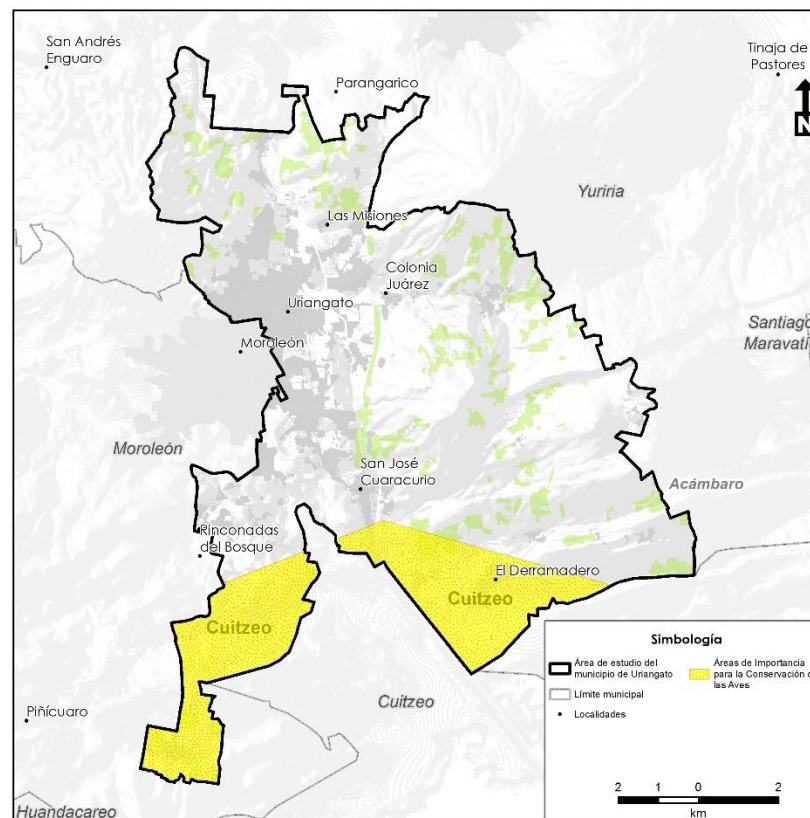 San Andrés
Enguaro
Parangarico
Tinaja de
Pastores
N
Yuriria
Las Misiones
Colonia
Juárez
Uriangato
Moroleón
Santiago
Maravatío
Moroleón
San José
Cuaracurio
Acámbaro
Rinconadas
del Bosque
El Derramadero
Cuitzeo
Cuitzeo
Piñícuaro
Cuitzeo
Huandacareo
Simbología
Área de estudio del
municipio de Uriangato
Límite municipal
Localidades
Áreas de Importancia
para la Conservación de
las Aves
2 1 0 2
km